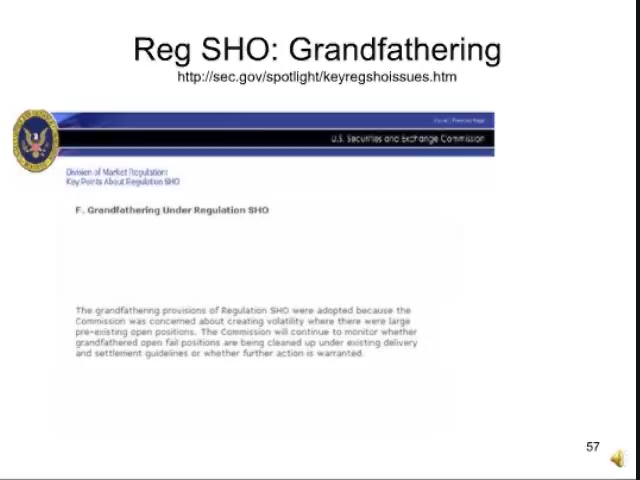 Reg SHO: Grandfathering
http://sec.gov/spotlight/keyregshoissues.htm
Home | Previous Page
U.S. Securities and Exchange Commission
Division of Market Regulation:
Key Points About Regulation SHO
F. Grandfathering Under Regulation SHO
The grandfathering provisions of Regulation SHO were adopted because the
Commission was concerned about creating volatility where there were large
pre-existing open positions. The Commission will continue to monitor whether
grandfathered open fail positions are being cleaned up under existing delivery
and settlement guidelines or whether further action is warranted.
57